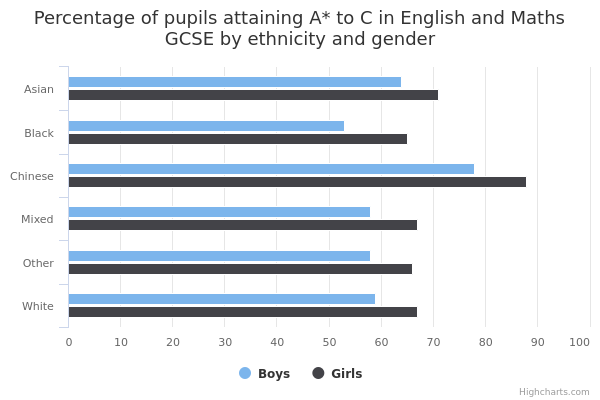 Percentage of pupils attaining A* to C in English and Maths
GCSE by ethnicity and gender
Asian
Black
Chinese
Mixed
Other
White
0 10 20 30 40 50 60 70 80 90 100
Boys Girls
Highcharts.com